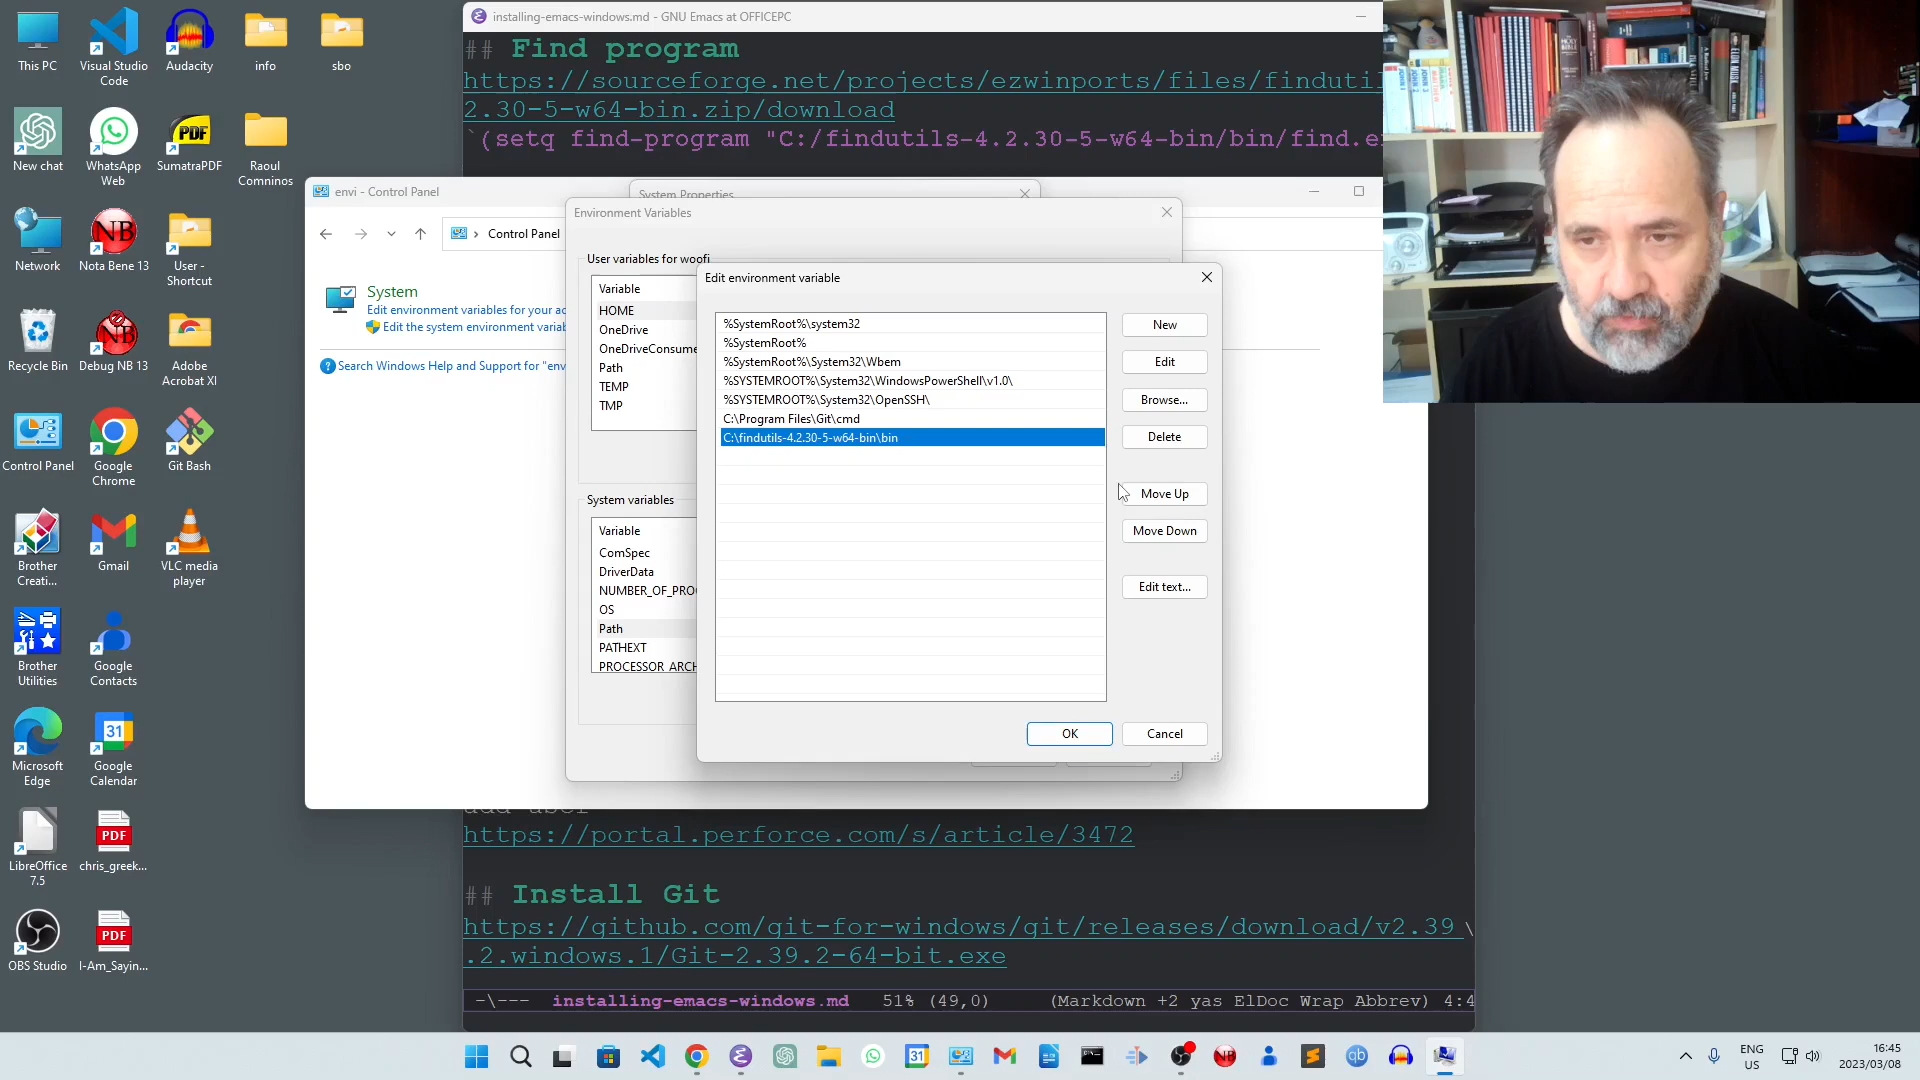 This PC
Visual Studio
Code
Audacity
info
sbo
New chat
WhatsApp
Web
PDF
SumatraPDF
Raoul
Comninos
Network
NB
Nota Bene 13
User -
Shortcut
Recycle Bin
NB
Debug NB 13
Adobe
Acrobat XI
Control Panel
Google
Chrome
Git Bash
Brother
Creati...
Gmail
VLC media
player
Brother
Utilities
Google
Contacts
Microsoft
Edge
31
Google
Calendar
LibreOffice
7.5
PDF
chris_greek...
OBS Studio
PDF
I-Am_Sayin...
installing-emacs-windows.md - GNU Emacs at OFFICEPC
## Find program
https://sourceforge.net/projects/ezwinports/files/findutil
2.30-5-w64-bin.zip/download
`(setq find-program "C:/findutils-4.2.30-5-w64-bin/bin/find.e
envi - Control Panel
Control Panel
System
Edit environment variables for your ac
Edit the system environment variab
Search Windows Help and Support for "env
System Properties
Environment Variables
User variables for woofi
Variable
HOME
OneDrive
OneDriveConsume
Path
TEMP
TMP
System variables
Variable
ComSpec
DriverData
NUMBER_OF_PRO
OS
Path
PATHEXT
PROCESSOR_ARCH
Edit environment variable
%SystemRoot%\system32
%SystemRoot%
%SystemRoot%\System32\Wbem
%SYSTEMROOT%\System32\WindowsPowerShell\v1.0\
%SYSTEMROOT%\System32\OpenSSH\
C:\Program Files\Git\cmd
C:\findutils-4.2.30-5-w64-bin\bin
New
Edit
Browse...
Delete
Move Up
Move Down
Edit text...
OK
Cancel
add user
https://portal.perforce.com/s/article/3472
## Install Git
https://github.com/git-for-windows/git/releases/download/v2.39\
.2.windows.1/Git-2.39.2-64-bit.exe
-\--- installing-emacs-windows.md 51% (49,0) (Markdown +2 yas ElDoc Wrap Abbrev) 4:4
31
NB
qb
ENG
US
16:45
2023/03/08